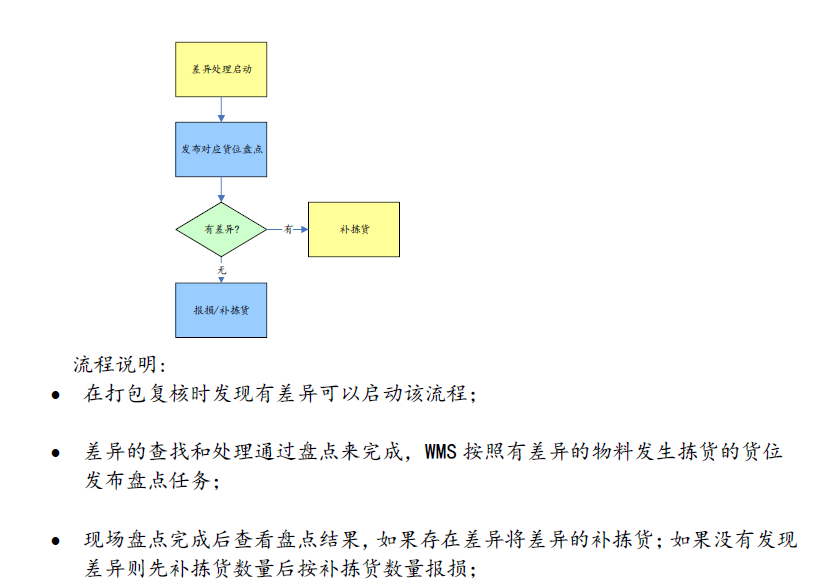 差异处理启动
发布对应货位盘点
有差异?
有
补拣货
无
报损/补拣货
流程说明:
● 在打包复核时发现有差异可以启动该流程;
● 差异的查找和处理通过盘点来完成, WMS 按照有差异的物料发生拣货的货位
发布盘点任务;
● 现场盘点完成后查看盘点结果,如果存在差异将差异的补拣货;如果没有发现
差异则先补拣货数量后按补拣货数量报损;